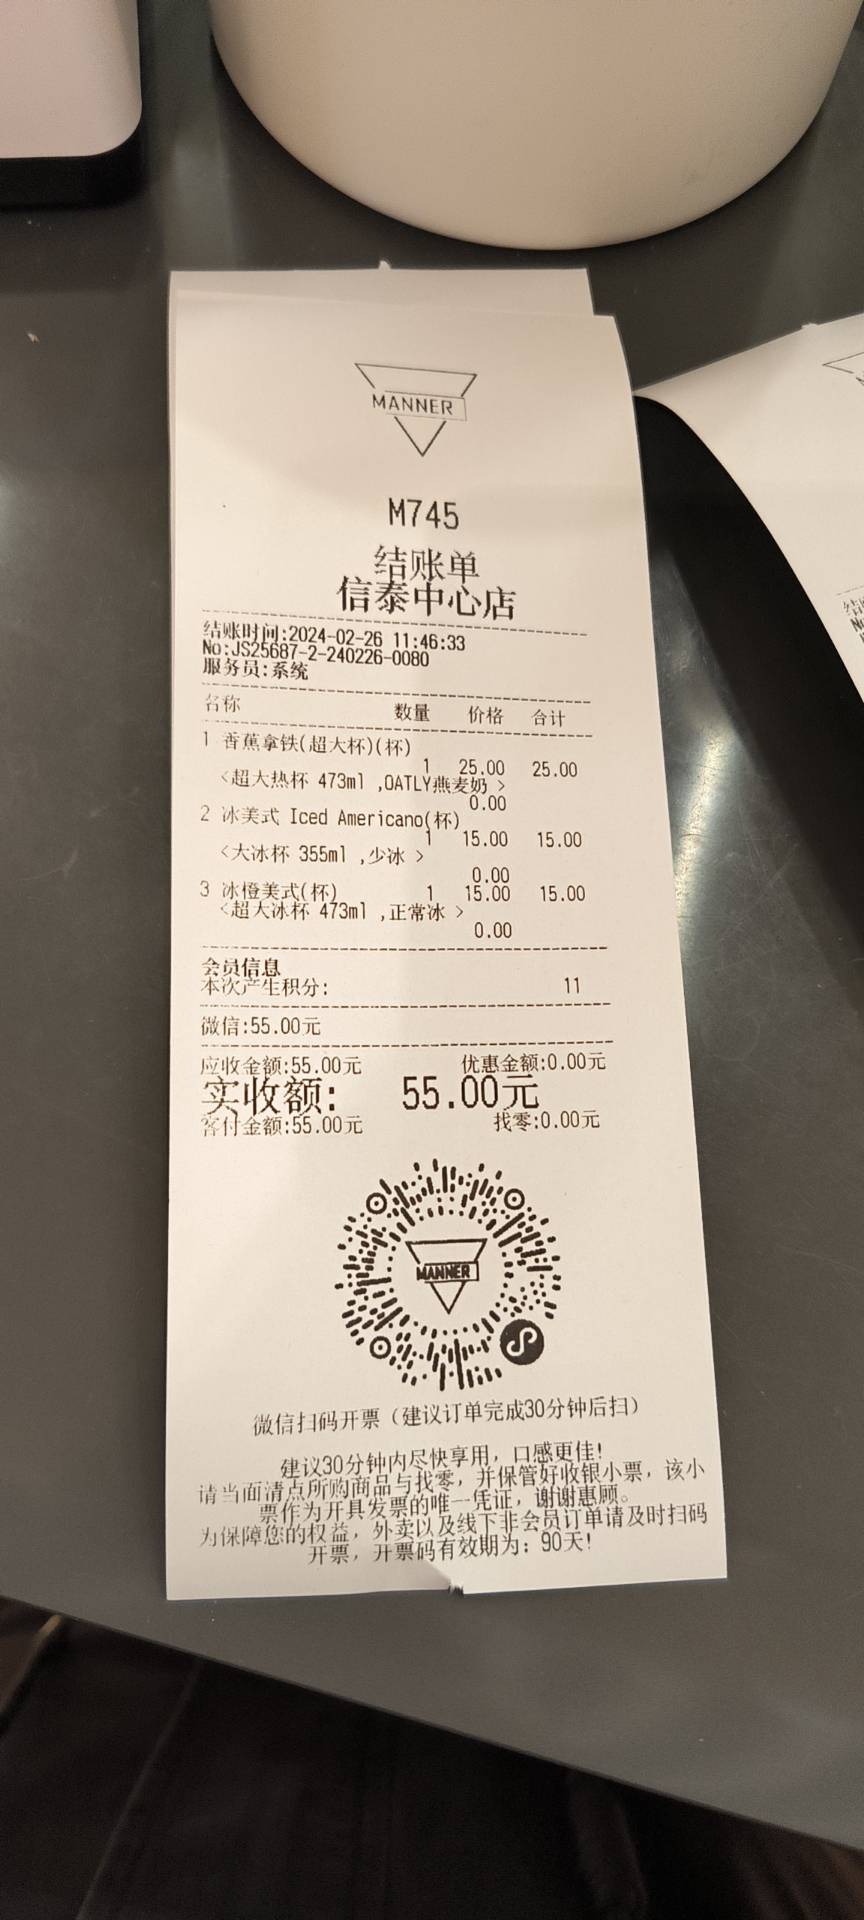 MANNER
M745
结账单
信泰中心店
结账时间:2024-02-26 11:46:33
No:JS25687-2-240226-0080
服务员:系统
名称 数量 价格 合计
1 香蕉拿铁(超大杯)(杯)
1 25.00 25.00
<超大热杯 473ml ,OATLY燕麦奶 >
0.00
2 冰美式 Iced Americano(杯)
1 15.00 15.00
<大冰杯 355ml ,少冰 >
0.00
3 冰橙美式(杯) 1 15.00 15.00
<超大冰杯 473ml ,正常冰 >
0.00
会员信息
本次产生积分: 11
微信:55.00元
应收金额:55.00元 优惠金额:0.00元
实收额: 55.00元
客付金额:55.00元 找零:0.00元
MANNER
微信扫码开票（建议订单完成30分钟后扫）
建议30分钟内尽快享用，口感更佳!
请当面清点所购商品与找零，并保管好收银小票，该小
票作为开具发票的唯一凭证，谢谢惠顾。
为保障您的权益，外卖以及线下非会员订单请及时扫码
开票，开票码有效期为：90天!